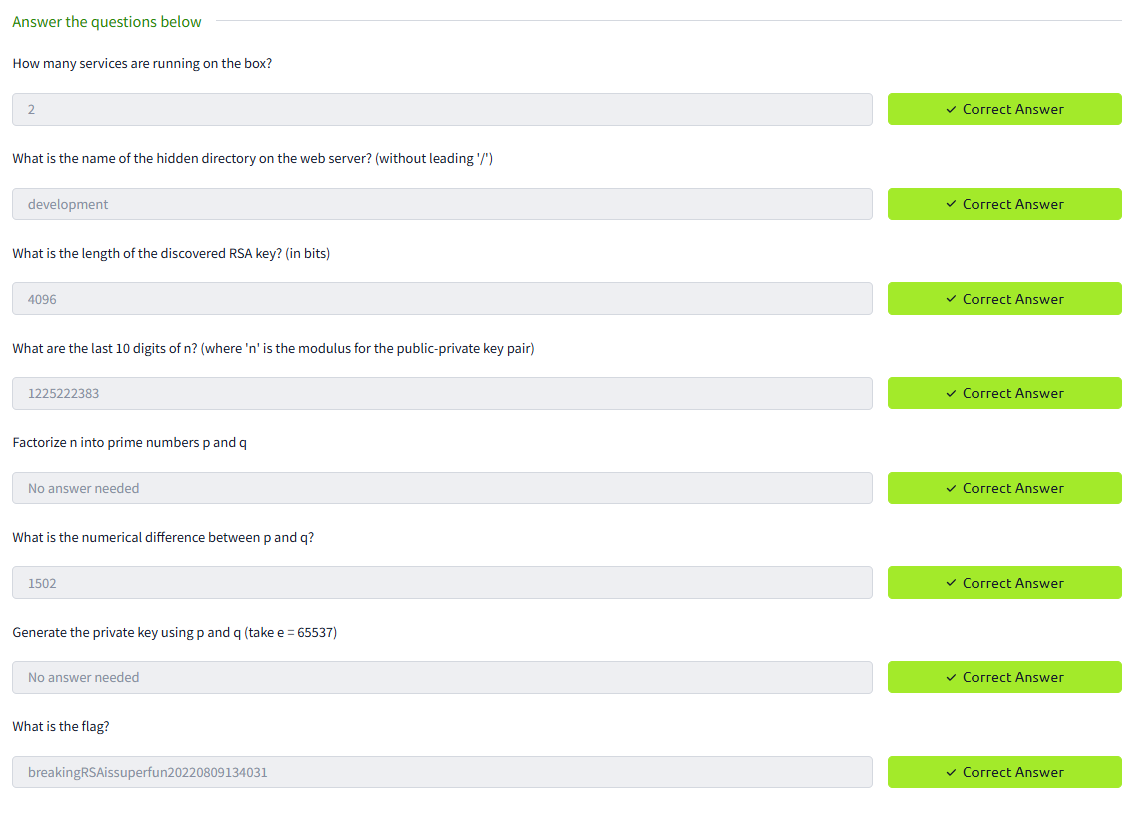 Answer the questions below
How many services are running on the box?
2
✓ Correct Answer
What is the name of the hidden directory on the web server? (without leading '/')
development
✓ Correct Answer
What is the length of the discovered RSA key? (in bits)
4096
✓ Correct Answer
What are the last 10 digits of n? (where 'n' is the modulus for the public-private key pair)
1225222383
✓ Correct Answer
Factorize n into prime numbers p and q
No answer needed
✓ Correct Answer
What is the numerical difference between p and q?
1502
✓ Correct Answer
Generate the private key using p and q (take e = 65537)
No answer needed
✓ Correct Answer
What is the flag?
breakingRSAissuperfun20220809134031
✓ Correct Answer